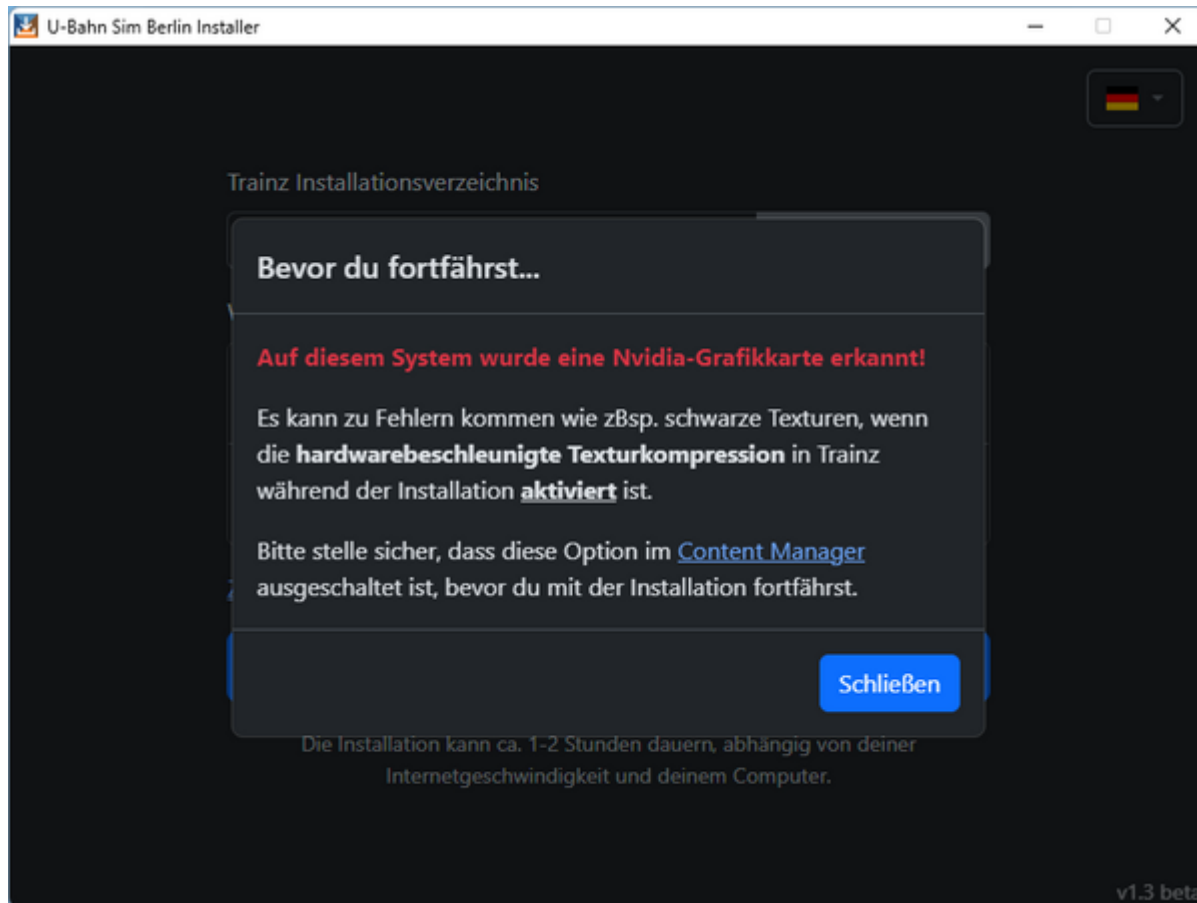 U-Bahn Sim Berlin Installer
Trainz Installationsverzeichnis
Bevor du fortfährst...
Auf diesem System wurde eine Nvidia-Grafikkarte erkannt!
Es kann zu Fehlern kommen wie zBsp. schwarze Texturen, wenn
die hardwarebeschleunigte Texturkompression in Trainz
während der Installation aktiviert ist.
Bitte stelle sicher, dass diese Option im Content Manager
ausgeschaltet ist, bevor du mit der Installation fortfährst.
Schließen
Die Installation kann ca. 1-2 Stunden dauern, abhängig von deiner
Internetgeschwindigkeit und deinem Computer.
v1.3 beta